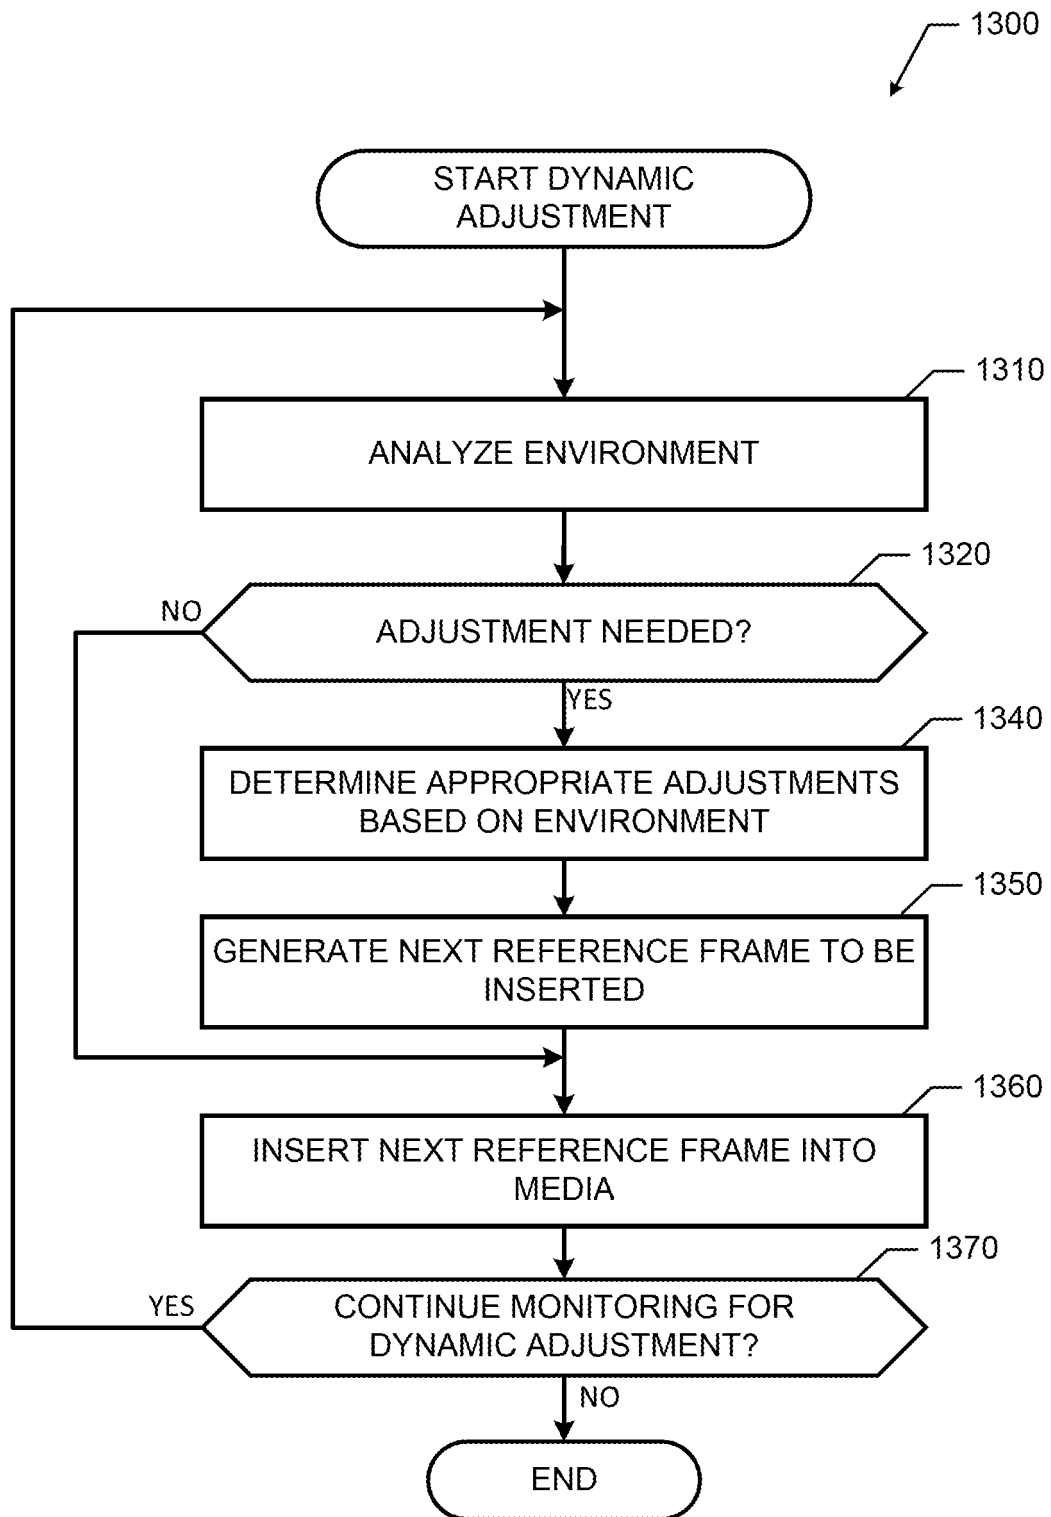 1300
START DYNAMIC
ADJUSTMENT
1310
ANALYZE ENVIRONMENT
1320
NO
ADJUSTMENT NEEDED?
YES
1340
DETERMINE APPROPRIATE ADJUSTMENTS
BASED ON ENVIRONMENT
1350
GENERATE NEXT REFERENCE FRAME TO BE
INSERTED
1360
INSERT NEXT REFERENCE FRAME INTO
MEDIA
1370
YES
CONTINUE MONITORING FOR
DYNAMIC ADJUSTMENT?
NO
END